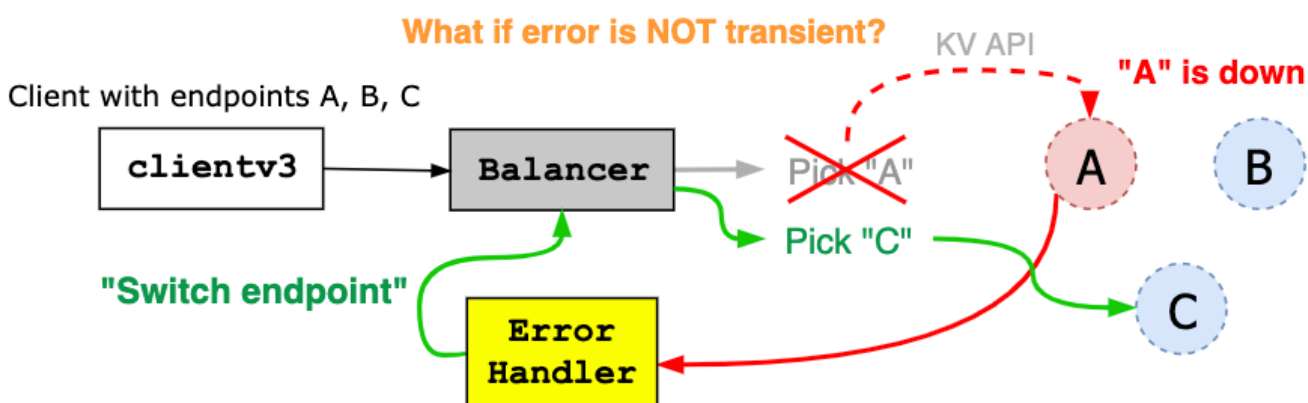 What if error is NOT transient?
KV API
"A" is down
Client with endpoints A, B, C
clientv3
Balancer
Pick "A"
A
B
Pick "C"
"Switch endpoint"
C
Error
Handler